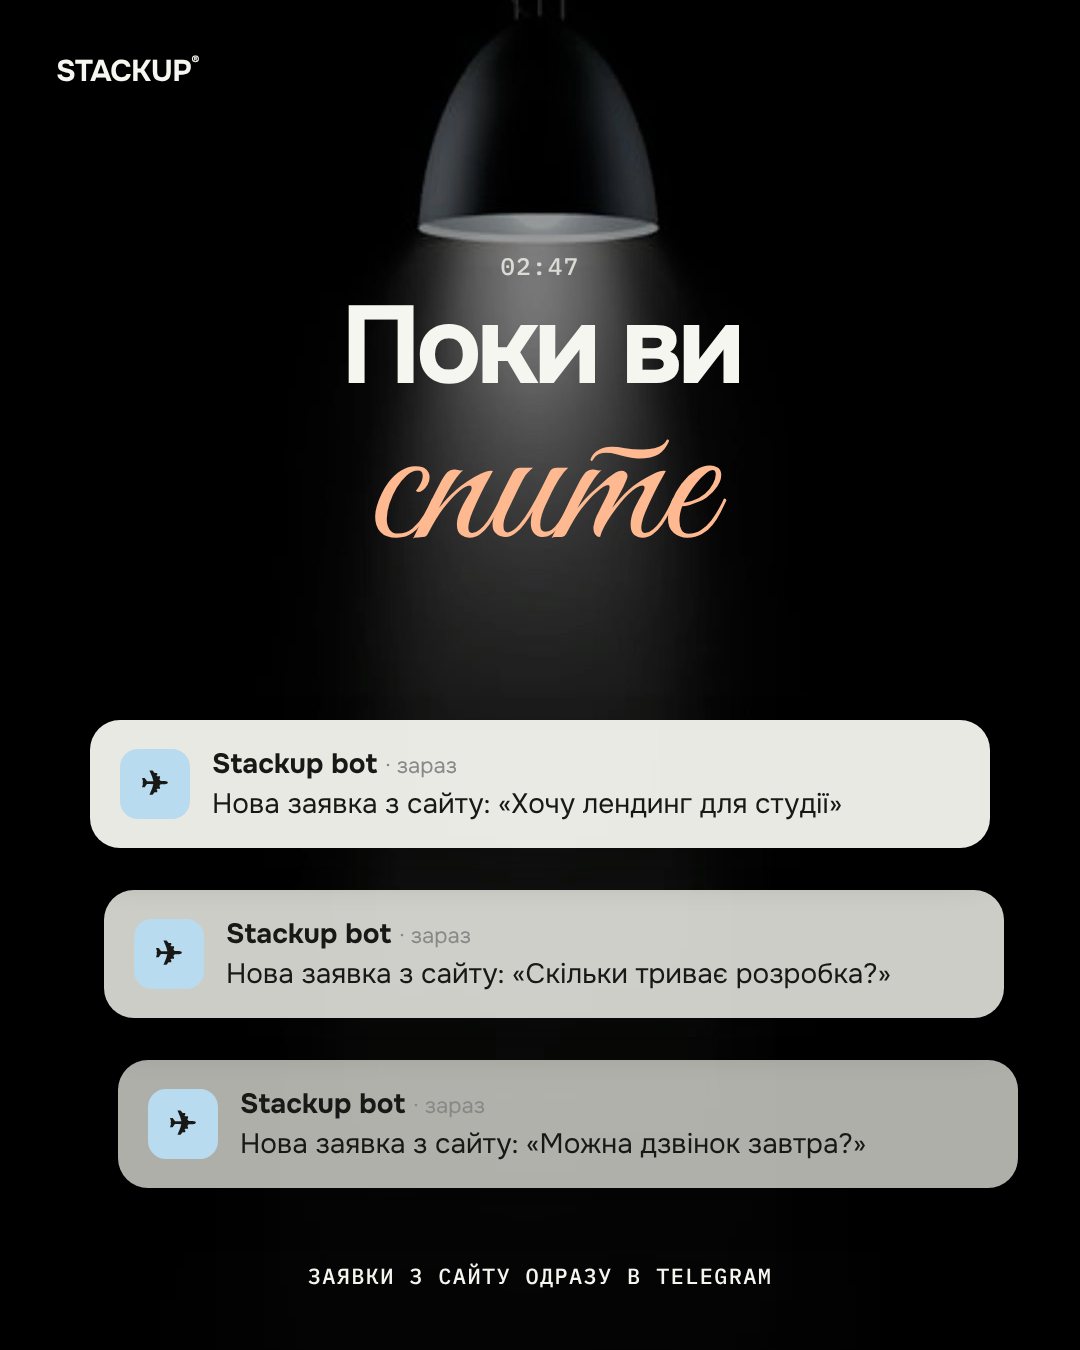 STACKUP®
02:47
Поки ви
спите
Stackup bot · зараз
Нова заявка з сайту: «Хочу лендинг для студії»
Stackup bot · зараз
Нова заявка з сайту: «Скільки триває розробка?»
Stackup bot · зараз
Нова заявка з сайту: «Можна дзвінок завтра?»
ЗАЯВКИ З САЙТУ ОДРАЗУ В TELEGRAM